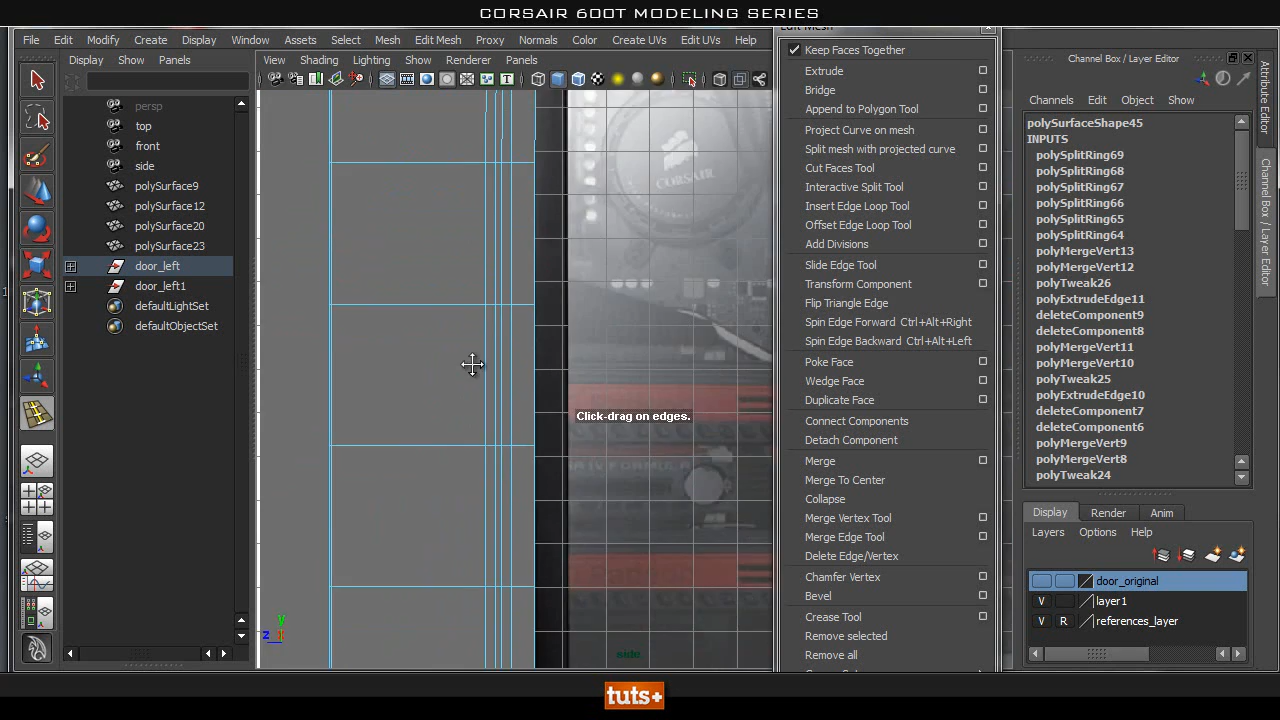 CORSAIR 600T MODELING SERIES
File Edit Modify Create Display Window Assets Select Mesh Edit Mesh Proxy Normals Color Create UVs Edit UVs Help
Display Show Panels
persp
top
front
side
polySurface9
polySurface12
polySurface20
polySurface23
door_left
door_left1
defaultLightSet
defaultObjectSet
View Shading Lighting Show Renderer Panels
CORSAIR
Click-drag on edges.
side
y
z
Edit Mesh
Keep Faces Together
Extrude
Bridge
Append to Polygon Tool
Project Curve on mesh
Split mesh with projected curve
Cut Faces Tool
Interactive Split Tool
Insert Edge Loop Tool
Offset Edge Loop Tool
Add Divisions
Slide Edge Tool
Transform Component
Flip Triangle Edge
Spin Edge Forward Ctrl+Alt+Right
Spin Edge Backward Ctrl+Alt+Left
Poke Face
Wedge Face
Duplicate Face
Connect Components
Detach Component
Merge
Merge To Center
Collapse
Merge Vertex Tool
Merge Edge Tool
Delete Edge/Vertex
Chamfer Vertex
Bevel
Crease Tool
Remove selected
Remove all
Channel Box / Layer Editor
Channels Edit Object Show
polySurfaceShape45
INPUTS
polySplitRing69
polySplitRing68
polySplitRing67
polySplitRing66
polySplitRing65
polySplitRing64
polyMergeVert13
polyMergeVert12
polyTweak26
polyExtrudeEdge11
deleteComponent9
deleteComponent8
polyMergeVert11
polyMergeVert10
polyTweak25
polyExtrudeEdge10
deleteComponent7
deleteComponent6
polyMergeVert9
polyMergeVert8
polyTweak24
Display Render Anim
Layers Options Help
door_original
V layer1
V R references_layer
Attribute Editor
Channel Box / Layer Editor
tuts+